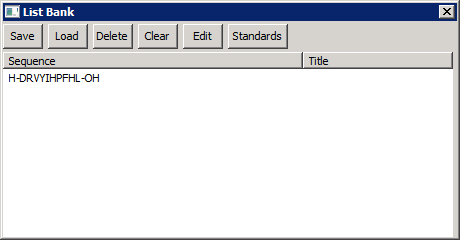 List Bank
Save Load Delete Clear Edit Standards
Sequence Title
H-DRVYIHPFHL-OH